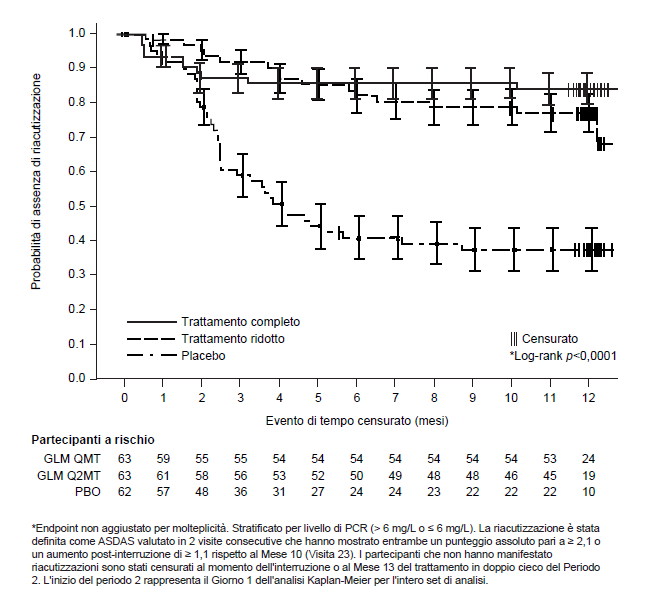 Probabilità di assenza di riacutizzazione
1.0
0.9
0.8
0.7
0.6
0.5
0.4
0.3
0.2
0.1
0.0
Trattamento completo
Trattamento ridotto
Placebo
Censurato
*Log-rank p<0,0001
0 1 2 3 4 5 6 7 8 9 10 11 12
Evento di tempo censurato (mesi)
Partecipanti a rischio
GLM QMT 63 59 55 55 54 54 54 54 54 54 54 53 24
GLM Q2MT 63 61 58 56 53 52 50 49 48 48 46 45 19
PBO 62 57 48 36 31 27 24 24 23 22 22 22 10
*Endpoint non aggiustato per molteplicità. Stratificato per livello di PCR (> 6 mg/L o ≤ 6 mg/L). La riacutizzazione è stata
definita come ASDAS valutato in 2 visite consecutive che hanno mostrato entrambe un punteggio assoluto pari a ≥ 2,1 o
un aumento post-interruzione di ≥ 1,1 rispetto al Mese 10 (Visita 23). I partecipanti che non hanno manifestato
riacutizzazioni sono stati censurati al momento dell'interruzione o al Mese 13 del trattamento in doppio cieco del Periodo
2. L'inizio del periodo 2 rappresenta il Giorno 1 dell'analisi Kaplan-Meier per l'intero set di analisi.